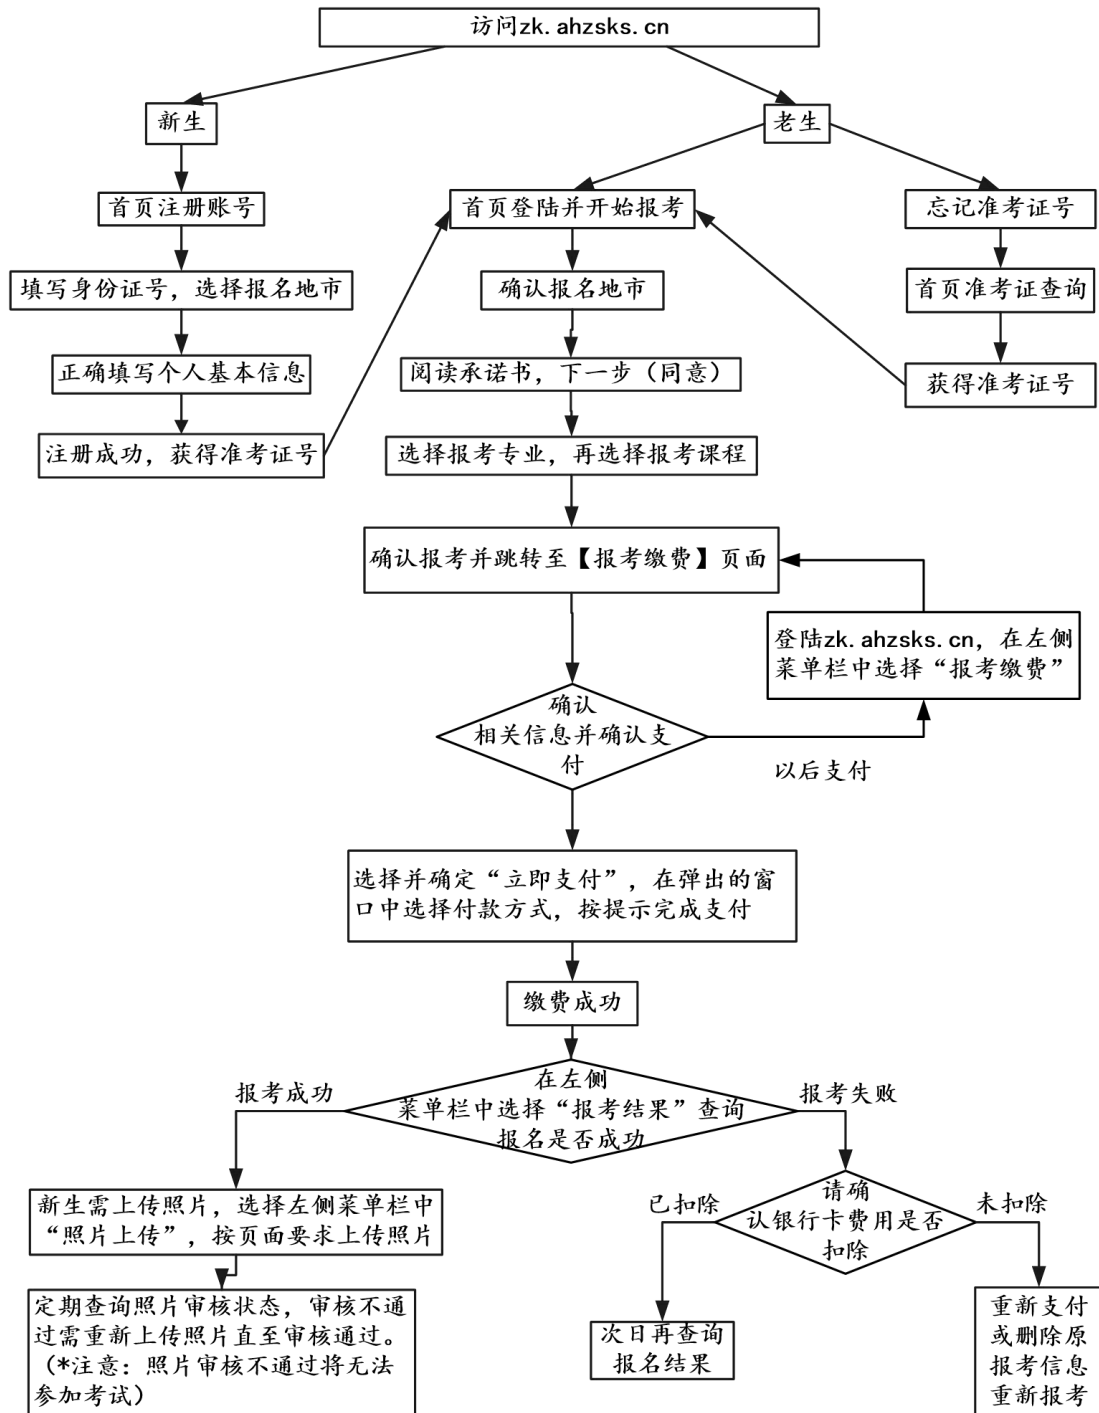 访问zk.ahzsks.cn
新生
老生
首页注册账号
首页登陆并开始报考
忘记准考证号
填写身份证号，选择报名地市
确认报名地市
首页准考证查询
正确填写个人基本信息
阅读承诺书，下一步（同意）
获得准考证号
注册成功，获得准考证号
选择报考专业，再选择报考课程
确认报考并跳转至【报考缴费】页面
登陆zk.ahzsks.cn，在左侧
菜单栏中选择“报考缴费”
确认
相关信息并确认支
付
以后支付
选择并确定“立即支付”，在弹出的窗
口中选择付款方式，按提示完成支付
缴费成功
报考成功
在左侧
菜单栏中选择“报考结果”查询
报名是否成功
报考失败
新生需上传照片，选择左侧菜单栏中
“照片上传”，按页面要求上传照片
已扣除
请确
认银行卡费用是否
扣除
未扣除
定期查询照片审核状态，审核不通
过需重新上传照片直至审核通过。
（*注意：照片审核不通过将无法
参加考试）
次日再查询
报名结果
重新支付
或删除原
报考信息
重新报考